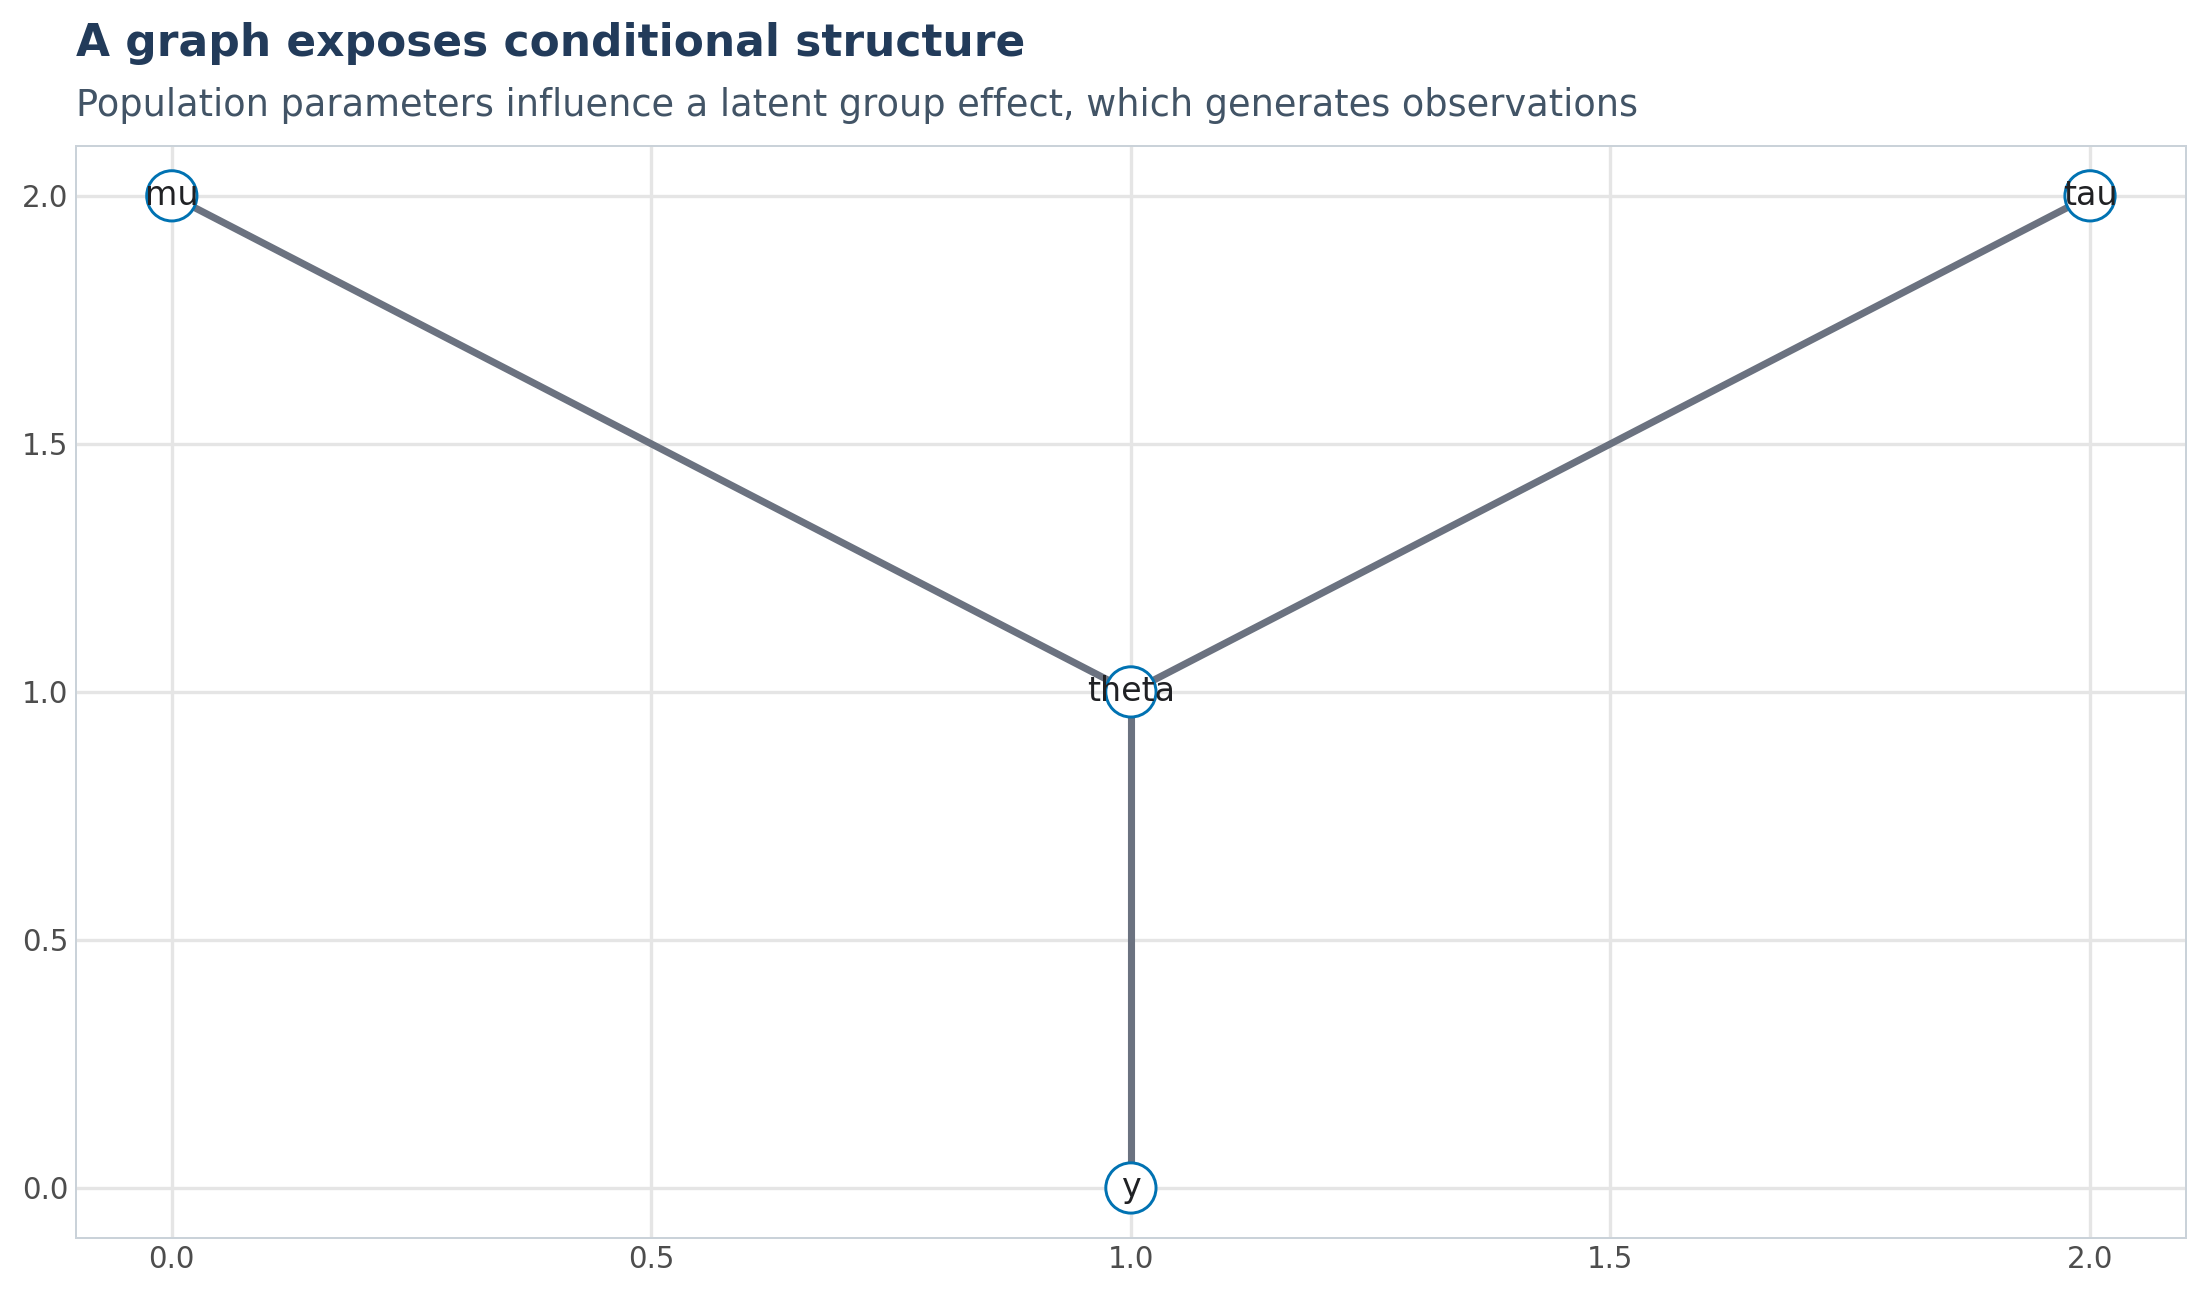 A graph exposes conditional structure
Population parameters influence a latent group effect, which generates observations
2.0
mu
tau
1.5
1.0
theta
0.5
0.0
y
0.0
0.5
1.0
1.5
2.0